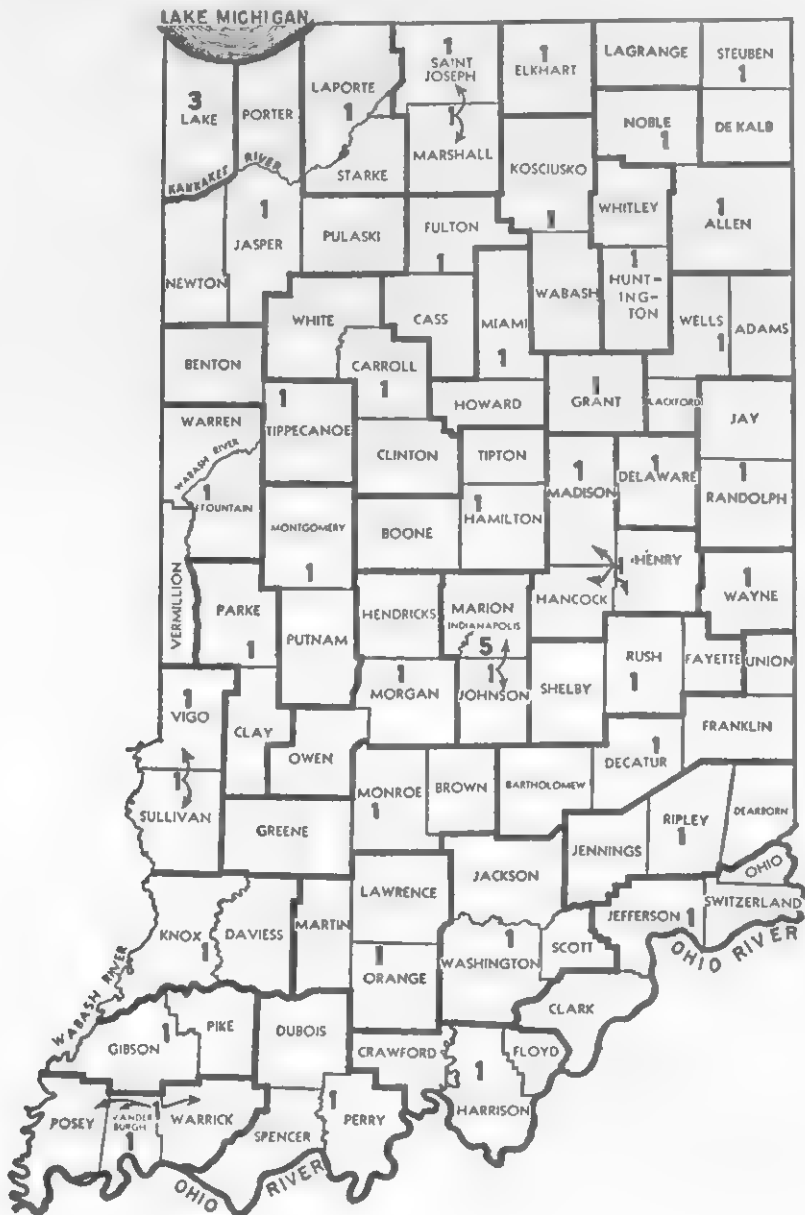 LAKE MICHIGAN
3
LAKE
PORTER
LAPORTE
1
1
SAINT
JOSEPH
1
ELKHART
LAGRANGE
STEUBEN
1
1
MARSHALL
NOBLE
1
DE KALB
KANKAKEE RIVER
STARKE
KOSCIUSKO
1
WHITLEY
1
ALLEN
1
JASPER
PULASKI
FULTON
1
NEWTON
WHITE
CASS
MIAMI
1
WABASH
1
HUNT-
ING-
TON
WELLS
1
ADAMS
BENTON
CARROLL
1
HOWARD
1
GRANT
BLACKFORD
JAY
WARREN
1
TIPPECANOE
CLINTON
TIPTON
1
MADISON
1
DELAWARE
1
RANDOLPH
WABASH RIVER
1
FOUNTAIN
MONTGOMERY
1
BOONE
1
HAMILTON
VERMILLION
PARKE
1
PUTNAM
HENDRICKS
MARION
INDIANAPOLIS
5
HANCOCK
1
HENRY
1
WAYNE
1
VIGO
CLAY
OWEN
1
MORGAN
1
JOHNSON
SHELBY
RUSH
1
FAYETTE
UNION
FRANKLIN
1
SULLIVAN
GREENE
MONROE
1
BROWN
BARTHOLOMEW
1
DECATUR
JENNINGS
RIPLEY
1
DEARBORN
OHIO
KNOX
1
DAVIESS
MARTIN
LAWRENCE
JACKSON
JEFFERSON
1
SWITZERLAND
1
ORANGE
1
WASHINGTON
SCOTT
OHIO RIVER
CLARK
WABASH RIVER
GIBSON
1
PIKE
DUBOIS
CRAWFORD
1
HARRISON
FLOYD
POSEY
VANDER
BURGH
1
1
WARRICK
SPENCER
1
PERRY
OHIO RIVER